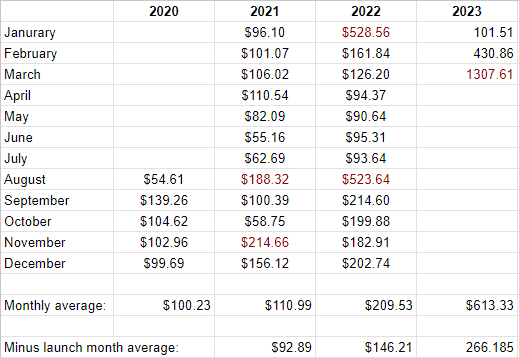 2020 2021 2022 2023
Janurary $96.10 $528.56 101.51
February $101.07 $161.84 430.86
March $106.02 $126.20 1307.61
April $110.54 $94.37
May $82.09 $90.64
June $55.16 $95.31
July $62.69 $93.64
August $54.61 $188.32 $523.64
September $139.26 $100.39 $214.60
October $104.62 $58.75 $199.88
November $102.96 $214.66 $182.91
December $99.69 $156.12 $202.74
Monthly average: $100.23 $110.99 $209.53 $613.33
Minus launch month average: $92.89 $146.21 266.185